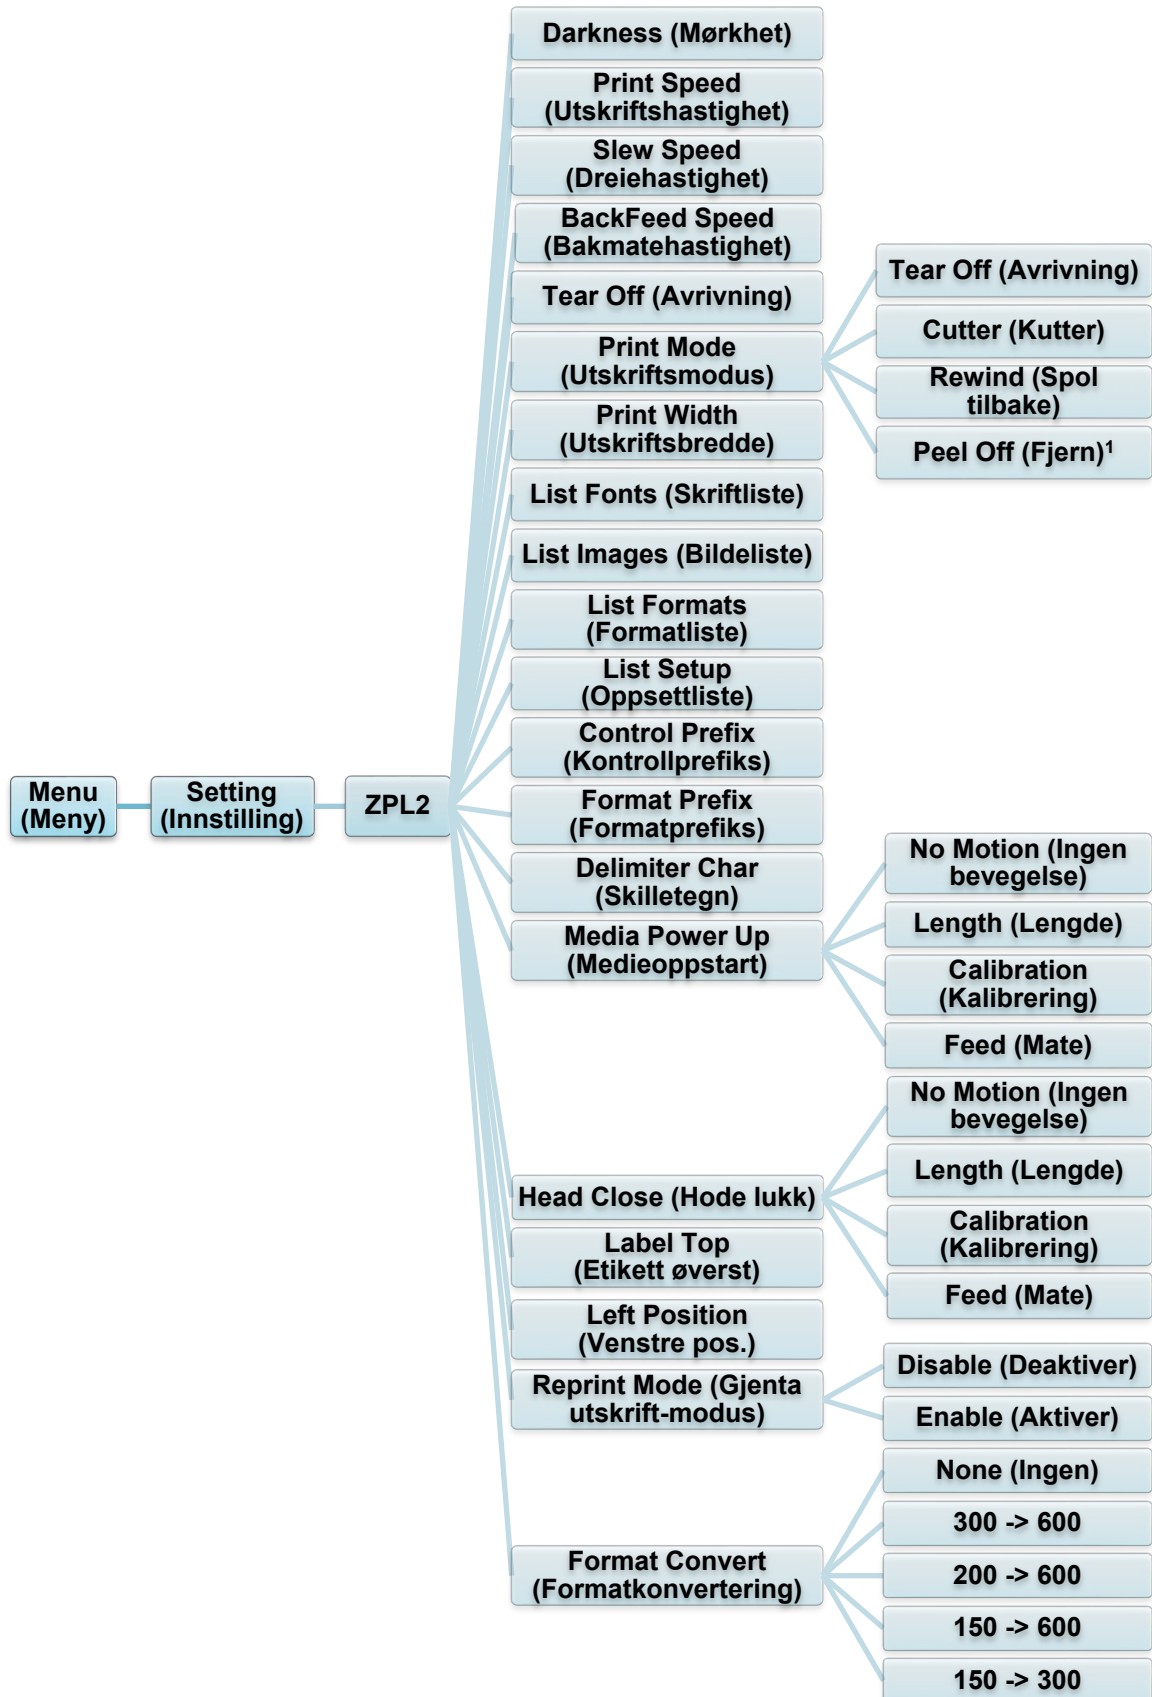 Menu
(Meny)
Setting
(Innstilling)
ZPL2
Darkness (Mørkhet)
Print Speed
(Utskriftshastighet)
Slew Speed
(Dreiehastighet)
BackFeed Speed
(Bakmatehastighet)
Tear Off (Avrivning)
Print Mode
(Utskriftsmodus)
Tear Off (Avrivning)
Cutter (Kutter)
Rewind (Spol
tilbake)
Peel Off (Fjern)¹
Print Width
(Utskriftsbredde)
List Fonts (Skriftliste)
List Images (Bildeliste)
List Formats
(Formatliste)
List Setup
(Oppsettliste)
Control Prefix
(Kontrollprefiks)
Format Prefix
(Formatprefiks)
Delimiter Char
(Skilletegn)
Media Power Up
(Medieoppstart)
No Motion (Ingen
bevegelse)
Length (Lengde)
Calibration
(Kalibrering)
Feed (Mate)
Head Close (Hode lukk)
No Motion (Ingen
bevegelse)
Length (Lengde)
Calibration
(Kalibrering)
Feed (Mate)
Label Top
(Etikett øverst)
Left Position
(Venstre pos.)
Reprint Mode (Gjenta
utskrift-modus)
Disable (Deaktiver)
Enable (Aktiver)
Format Convert
(Formatkonvertering)
None (Ingen)
300 -> 600
200 -> 600
150 -> 600
150 -> 300